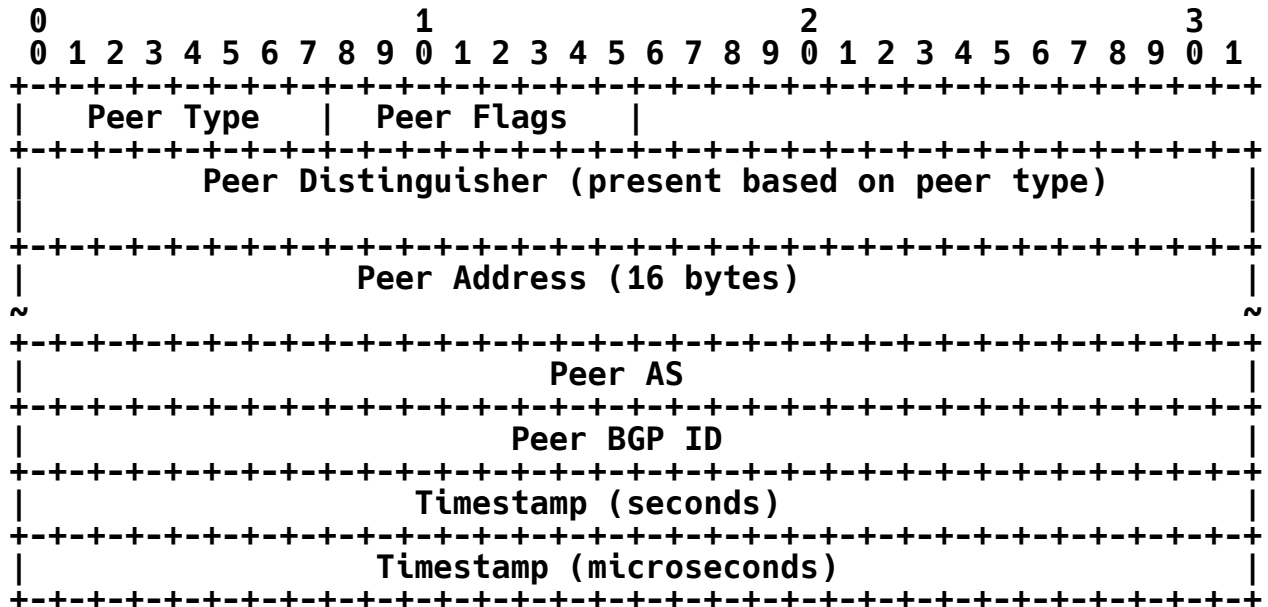 0                   1                   2                   3
 0 1 2 3 4 5 6 7 8 9 0 1 2 3 4 5 6 7 8 9 0 1 2 3 4 5 6 7 8 9 0 1
+-+-+-+-+-+-+-+-+-+-+-+-+-+-+-+-+-+-+-+-+-+-+-+-+-+-+-+-+-+-+-+-+
|   Peer Type   |  Peer Flags   |
+-+-+-+-+-+-+-+-+-+-+-+-+-+-+-+-+-+-+-+-+-+-+-+-+-+-+-+-+-+-+-+-+
|         Peer Distinguisher (present based on peer type)       |
|                                                               |
+-+-+-+-+-+-+-+-+-+-+-+-+-+-+-+-+-+-+-+-+-+-+-+-+-+-+-+-+-+-+-+-+
|                 Peer Address (16 bytes)                       |
~                                                               ~
+-+-+-+-+-+-+-+-+-+-+-+-+-+-+-+-+-+-+-+-+-+-+-+-+-+-+-+-+-+-+-+-+
|                           Peer AS                             |
+-+-+-+-+-+-+-+-+-+-+-+-+-+-+-+-+-+-+-+-+-+-+-+-+-+-+-+-+-+-+-+-+
|                         Peer BGP ID                           |
+-+-+-+-+-+-+-+-+-+-+-+-+-+-+-+-+-+-+-+-+-+-+-+-+-+-+-+-+-+-+-+-+
|                    Timestamp (seconds)                        |
+-+-+-+-+-+-+-+-+-+-+-+-+-+-+-+-+-+-+-+-+-+-+-+-+-+-+-+-+-+-+-+-+
|                  Timestamp (microseconds)                     |
+-+-+-+-+-+-+-+-+-+-+-+-+-+-+-+-+-+-+-+-+-+-+-+-+-+-+-+-+-+-+-+-+